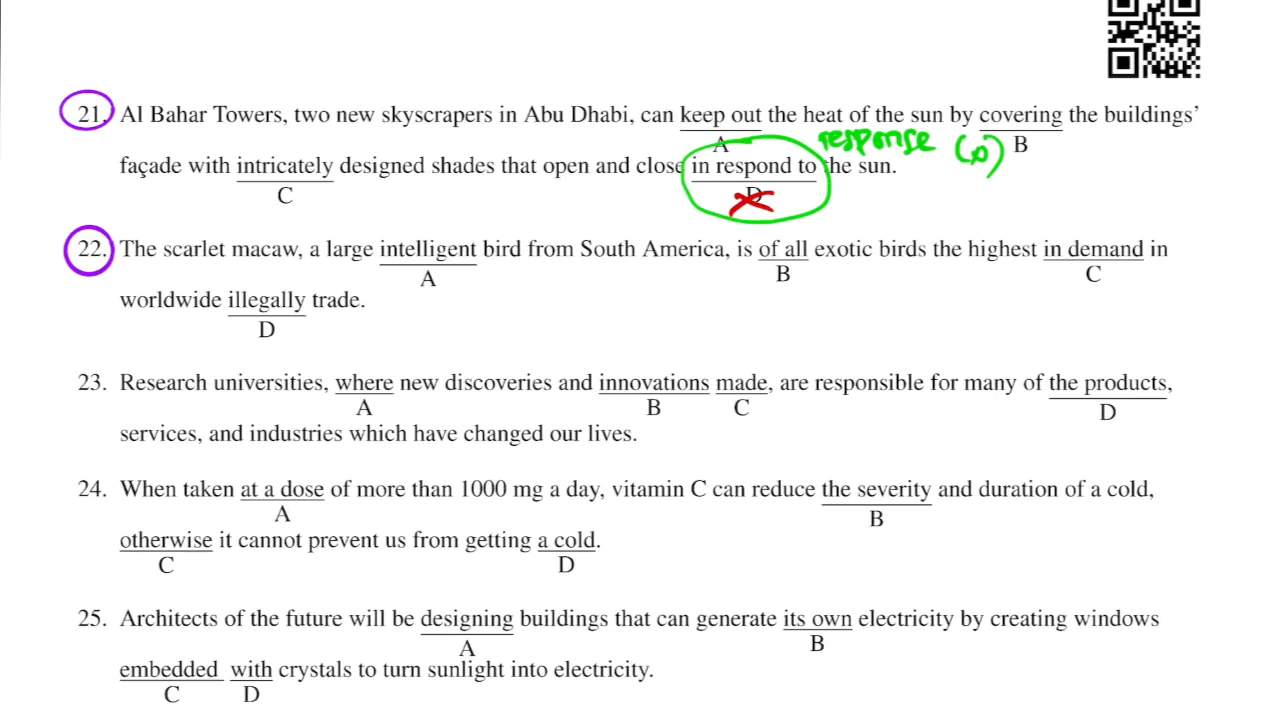 21. Al Bahar Towers, two new skyscrapers in Abu Dhabi, can keep out the heat of the sun by covering the buildings'
A response (n) B
façade with intricately designed shades that open and close in respond to the sun.
C D
22. The scarlet macaw, a large intelligent bird from South America, is of all exotic birds the highest in demand in
A B C
worldwide illegally trade.
D
23. Research universities, where new discoveries and innovations made, are responsible for many of the products,
A B C D
services, and industries which have changed our lives.
24. When taken at a dose of more than 1000 mg a day, vitamin C can reduce the severity and duration of a cold,
A B
otherwise it cannot prevent us from getting a cold.
C D
25. Architects of the future will be designing buildings that can generate its own electricity by creating windows
A B
embedded with crystals to turn sunlight into electricity.
C D